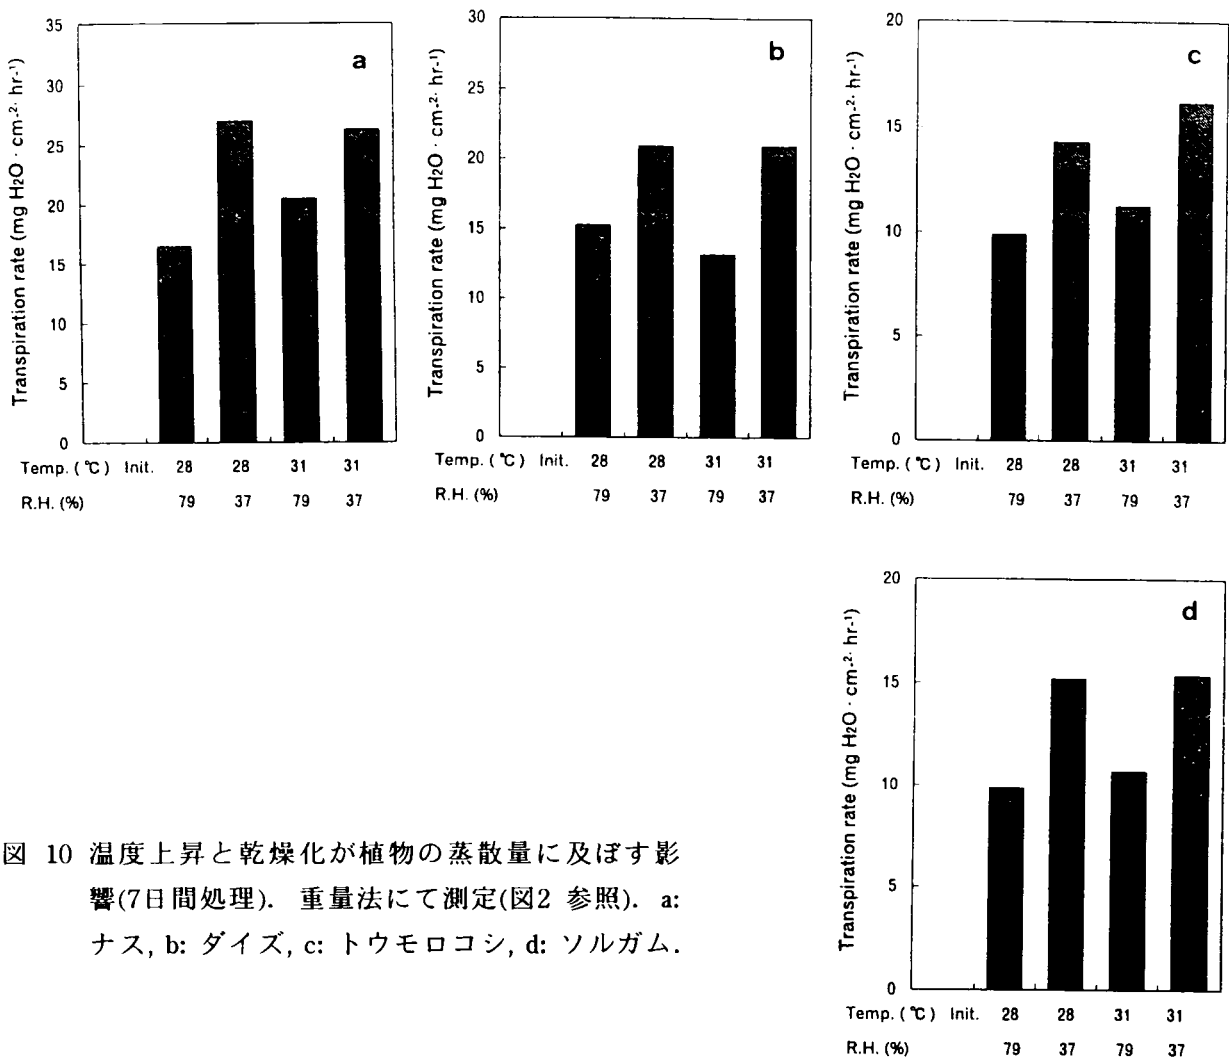 35
30
25
20
15
10
5
0
Transpiration rate (mg H₂O · cm⁻²· hr⁻¹)
a
Temp. (℃) Init. 28 28 31 31
R.H. (%) 79 37 79 37
30
25
20
15
10
5
0
Transpiration rate (mg H₂O · cm⁻²· hr⁻¹)
b
28 28 31 31
79 37 79 37
20
15
10
5
0
Transpiration rate (mg H₂O · cm⁻²· hr⁻¹)
c
Temp. (℃) Init. 28 28 31 31
R.H. (%) 79 37 79 37
20
15
10
5
0
Transpiration rate (mg H₂O · cm⁻²· hr⁻¹)
d
Temp. (℃) Init. 28 28 31 31
R.H. (%) 79 37 79 37
図 10 温度上昇と乾燥化が植物の蒸散量に及ぼす影
響(7日間処理). 重量法にて測定(図2 参照). a:
ナス, b: ダイズ, c: トウモロコシ, d: ソルガム.